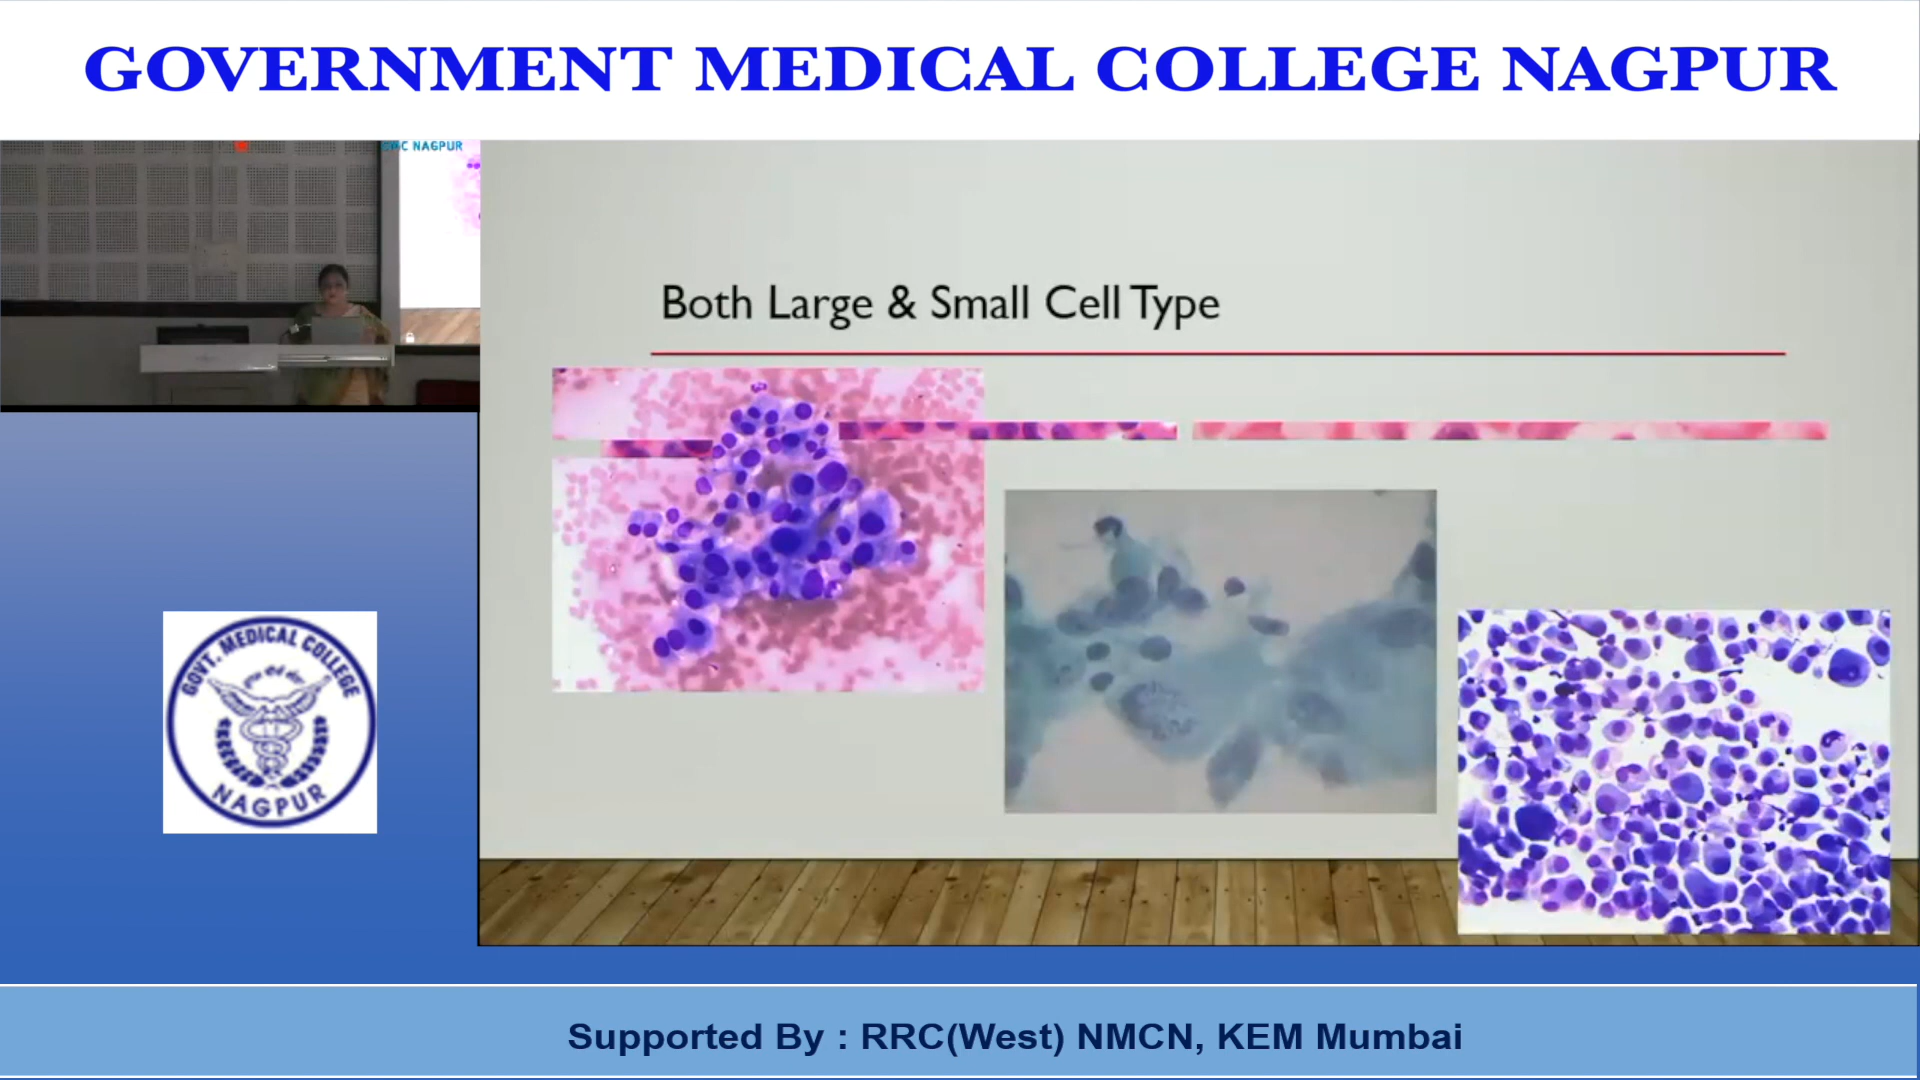 GOVERNMENT MEDICAL COLLEGE NAGPUR
NAGPUR
Both Large & Small Cell Type
GOVT. MEDICAL COLLEGE
NAGPUR
Supported By : RRC(West) NMCN, KEM Mumbai